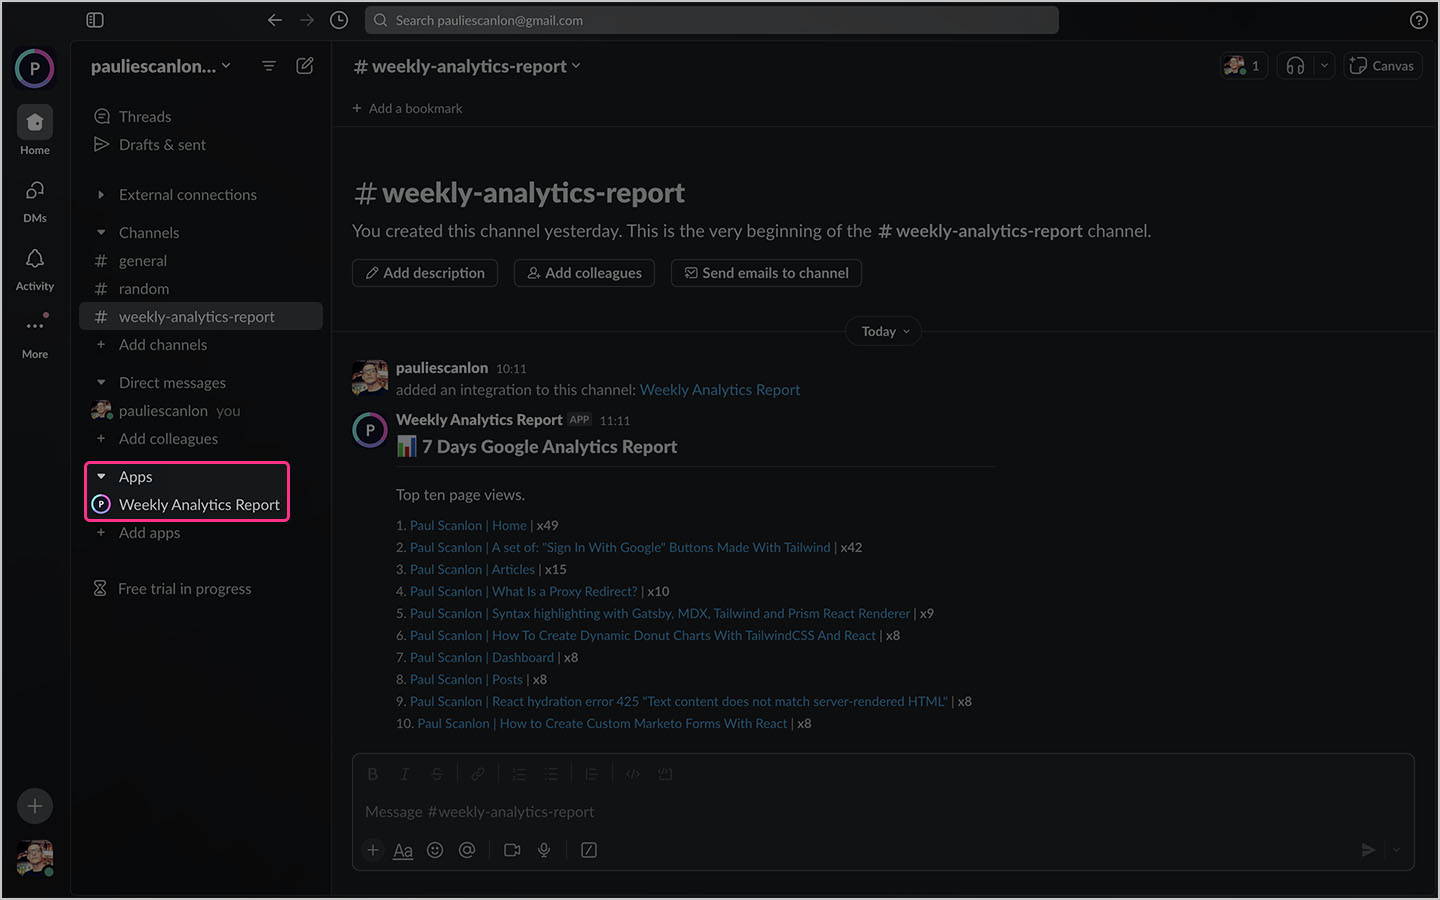 Search pauliescanlon@gmail.com
P
Home
DMs
Activity
More
pauliescanlon...
Threads
Drafts & sent
External connections
Channels
# general
# random
# weekly-analytics-report
+ Add channels
Direct messages
pauliescanlon you
+ Add colleagues
Apps
P Weekly Analytics Report
+ Add apps
Free trial in progress
# weekly-analytics-report
1
Canvas
+ Add a bookmark
# weekly-analytics-report
You created this channel yesterday. This is the very beginning of the # weekly-analytics-report channel.
Add description
Add colleagues
Send emails to channel
Today
pauliescanlon 10:11
added an integration to this channel: Weekly Analytics Report
P
Weekly Analytics Report APP 11:11
7 Days Google Analytics Report
Top ten page views.
1. Paul Scanlon | Home | x49
2. Paul Scanlon | A set of: "Sign In With Google" Buttons Made With Tailwind | x42
3. Paul Scanlon | Articles | x15
4. Paul Scanlon | What Is a Proxy Redirect? | x10
5. Paul Scanlon | Syntax highlighting with Gatsby, MDX, Tailwind and Prism React Renderer | x9
6. Paul Scanlon | How To Create Dynamic Donut Charts With TailwindCSS And React | x8
7. Paul Scanlon | Dashboard | x8
8. Paul Scanlon | Posts | x8
9. Paul Scanlon | React hydration error 425 "Text content does not match server-rendered HTML" | x8
10. Paul Scanlon | How to Create Custom Marketo Forms With React | x8
B I S
Message #weekly-analytics-report
+ Aa @